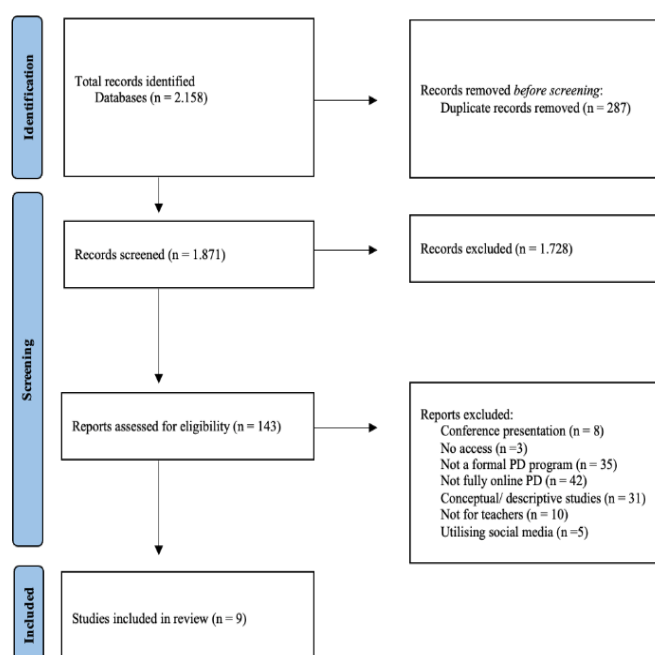 Identification
Total records identified
Databases (n = 2.158)
Records removed before screening:
Duplicate records removed (n = 287)
Screening
Records screened (n = 1.871)
Records excluded (n = 1.728)
Reports assessed for eligibility (n = 143)
Reports excluded:
Conference presentation (n = 8)
No access (n =3)
Not a formal PD program (n = 35)
Not fully online PD (n = 42)
Conceptual/ descriptive studies (n = 31)
Not for teachers (n = 10)
Utilising social media (n =5)
Included
Studies included in review (n = 9)